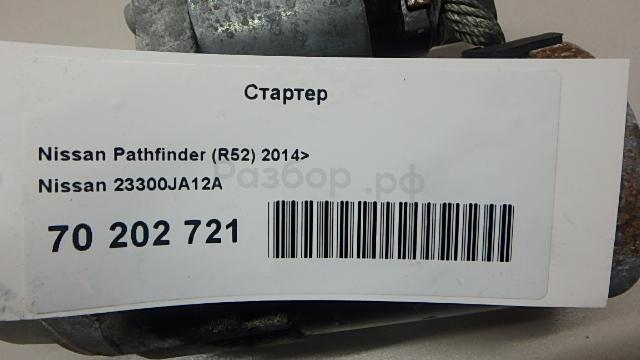 Стартер
Nissan Pathfinder (R52) 2014>
Nissan 23300JA12A
Разбор.рф
70 202 721